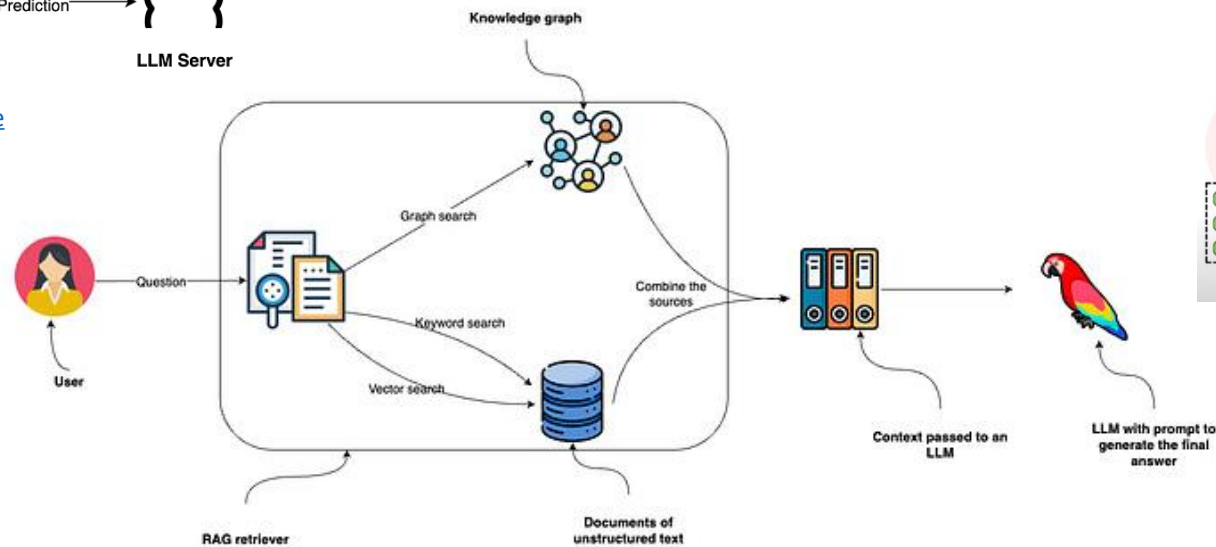 Prediction
LLM Server
e
Knowledge graph
Graph search
Question
Keyword search
Vector search
Combine the
sources
User
Context passed to an
LLM
LLM with prompt to
generate the final
answer
RAG retriever
Documents of
unstructured text